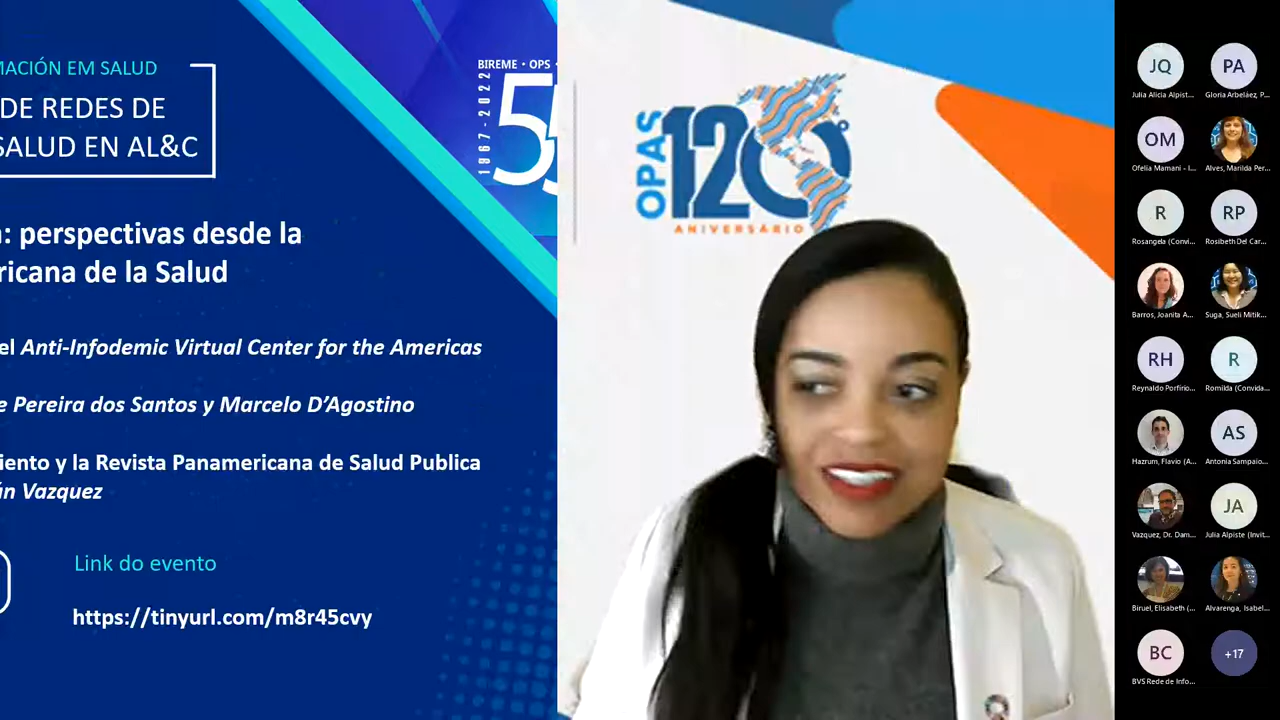 MACIÓN EM SALUD
DE REDES DE
SALUD EN AL&C
: perspectivas desde la
ricana de la Salud
el Anti-Infodemic Virtual Center for the Americas
e Pereira dos Santos y Marcelo D'Agostino
iento y la Revista Panamericana de Salud Publica
n Vazquez
Link do evento
https://tinyurl.com/m8r45cvy
BIREME • OPS •
1967-2022
55
OPAS
120
ANIVERSÁRIO
JQ
Julia Alicia Alpist...
PA
Gloria Arbeláez, P...
OM
Ofelia Mamani - I...
Alves, Marilda Per...
R
Rosangela (Convi...
RP
Rosibeth Del Car...
Barros, Joanita A...
Suga, Sueli Mitik...
RH
Reynaldo Porfirio...
R
Romilda (Convida...
Hazrum, Flavio (A...
AS
Antonia Sampaio...
Vazquez, Dr. Dam...
JA
Julia Alpiste (Invit...
Biruel, Elisabeth (...
Alvarenga, Isabel...
BC
BVS Rede de Info...
+17